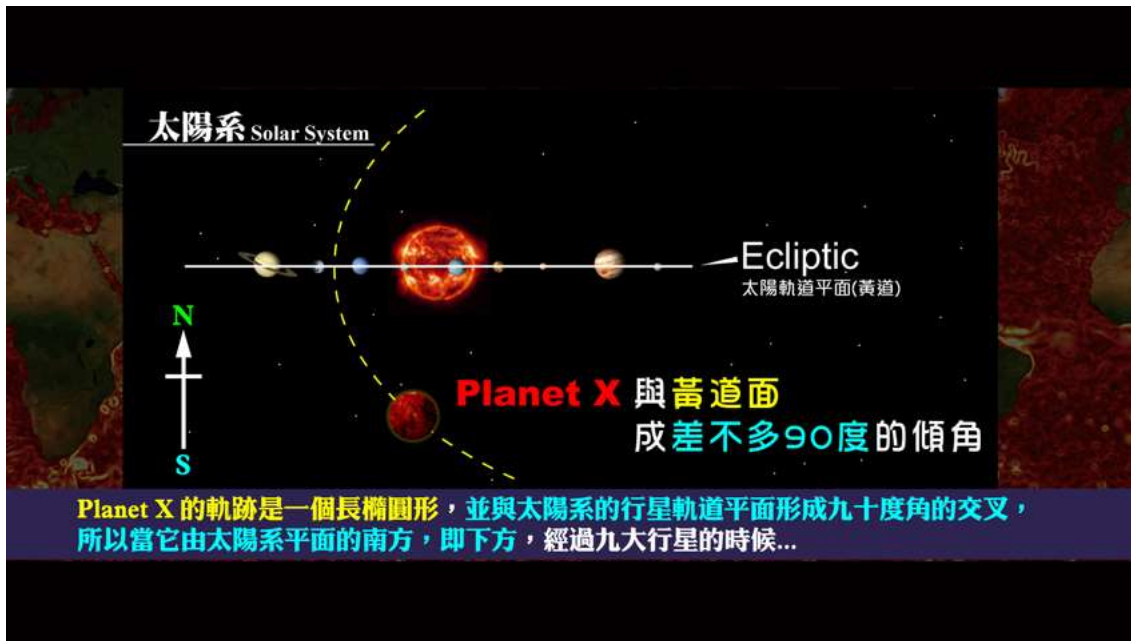 太陽系 Solar System
Ecliptic
太陽軌道平面(黃道)
N
S
Planet X 與黃道面
成差不多90度的傾角
Planet X 的軌跡是一個長橢圓形，並與太陽系的行星軌道平面形成九十度角的交叉，
所以當它由太陽系平面的南方，即下方，經過九大行星的時候...